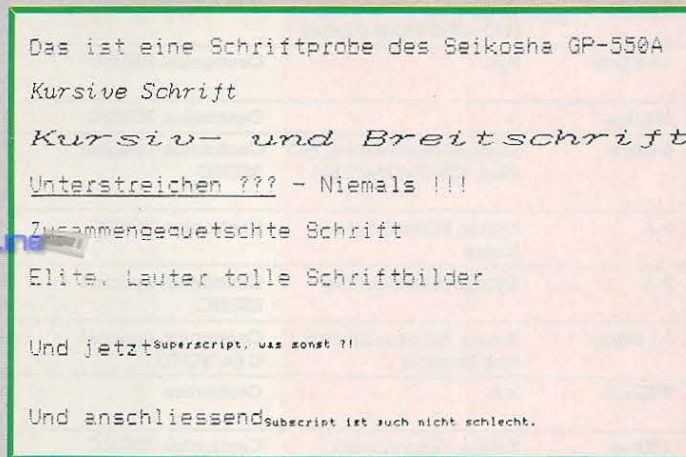 Das ist eine Schriftprobe des Seikosha GP-550A
Kursive Schrift
Kursiv- und Breitschrift
Unterstreichen ??? - Niemals !!!
Zusammengequetschte Schrift
Elite. Lauter tolle Schriftbilder
Und jetzt Superscript, was sonst ?!
Und anschliessend Subscript ist auch nicht schlecht.